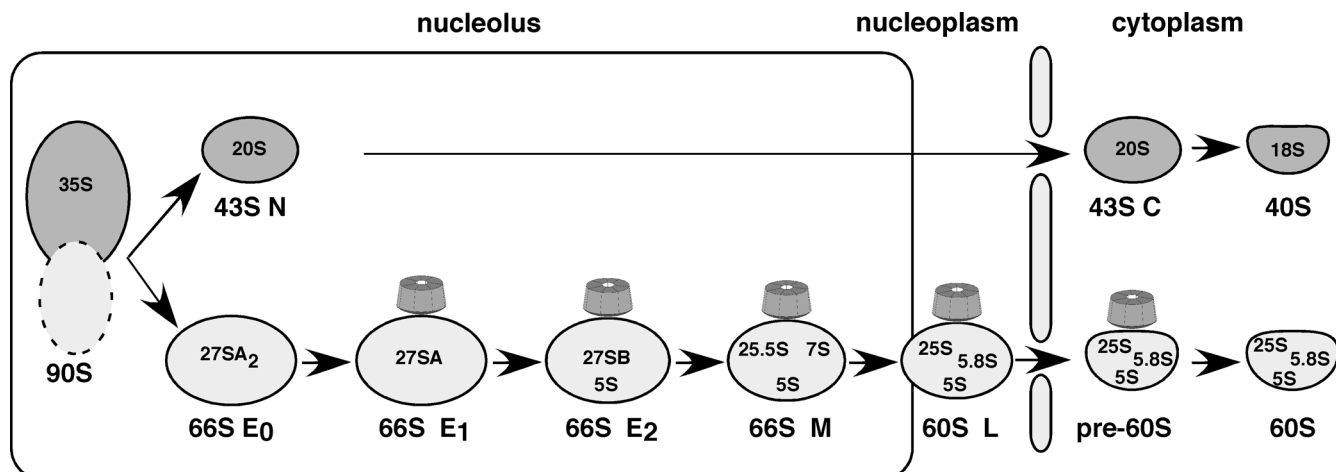 nucleolus nucleoplasm cytoplasm
35S
90S
20S
43S N
20S
43S C
18S
40S
27SA2
66S E0
27SA
66S E1
27SB
5S
66S E2
25.5S 7S
5S
66S M
25S
5.8S
5S
60S L
25S
5.8S
5S
pre-60S
25S
5.8S
5S
60S